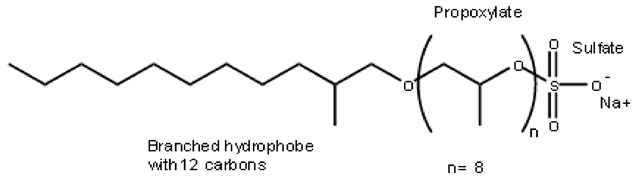 Propoxylate
O
Sulfate
O
O
S
O-
Na+
O
n
Branched hydrophobe
with 12 carbons
n= 8